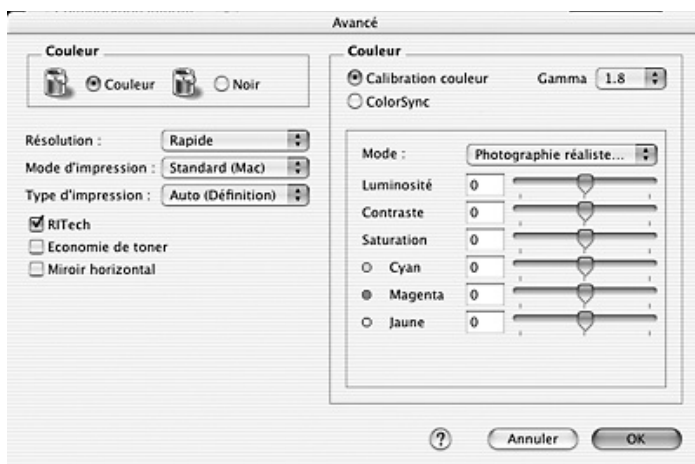 Avancé
Couleur
Couleur
Noir
Résolution :
Rapide
Mode d'impression :
Standard (Mac)
Type d'impression :
Auto (Définition)
RITech
Economie de toner
Miroir horizontal
Couleur
Calibration couleur
Gamma
1.8
ColorSync
Mode :
Photographie réaliste...
Luminosité
0
Contraste
0
Saturation
0
Cyan
0
Magenta
0
Jaune
0
?
Annuler
OK